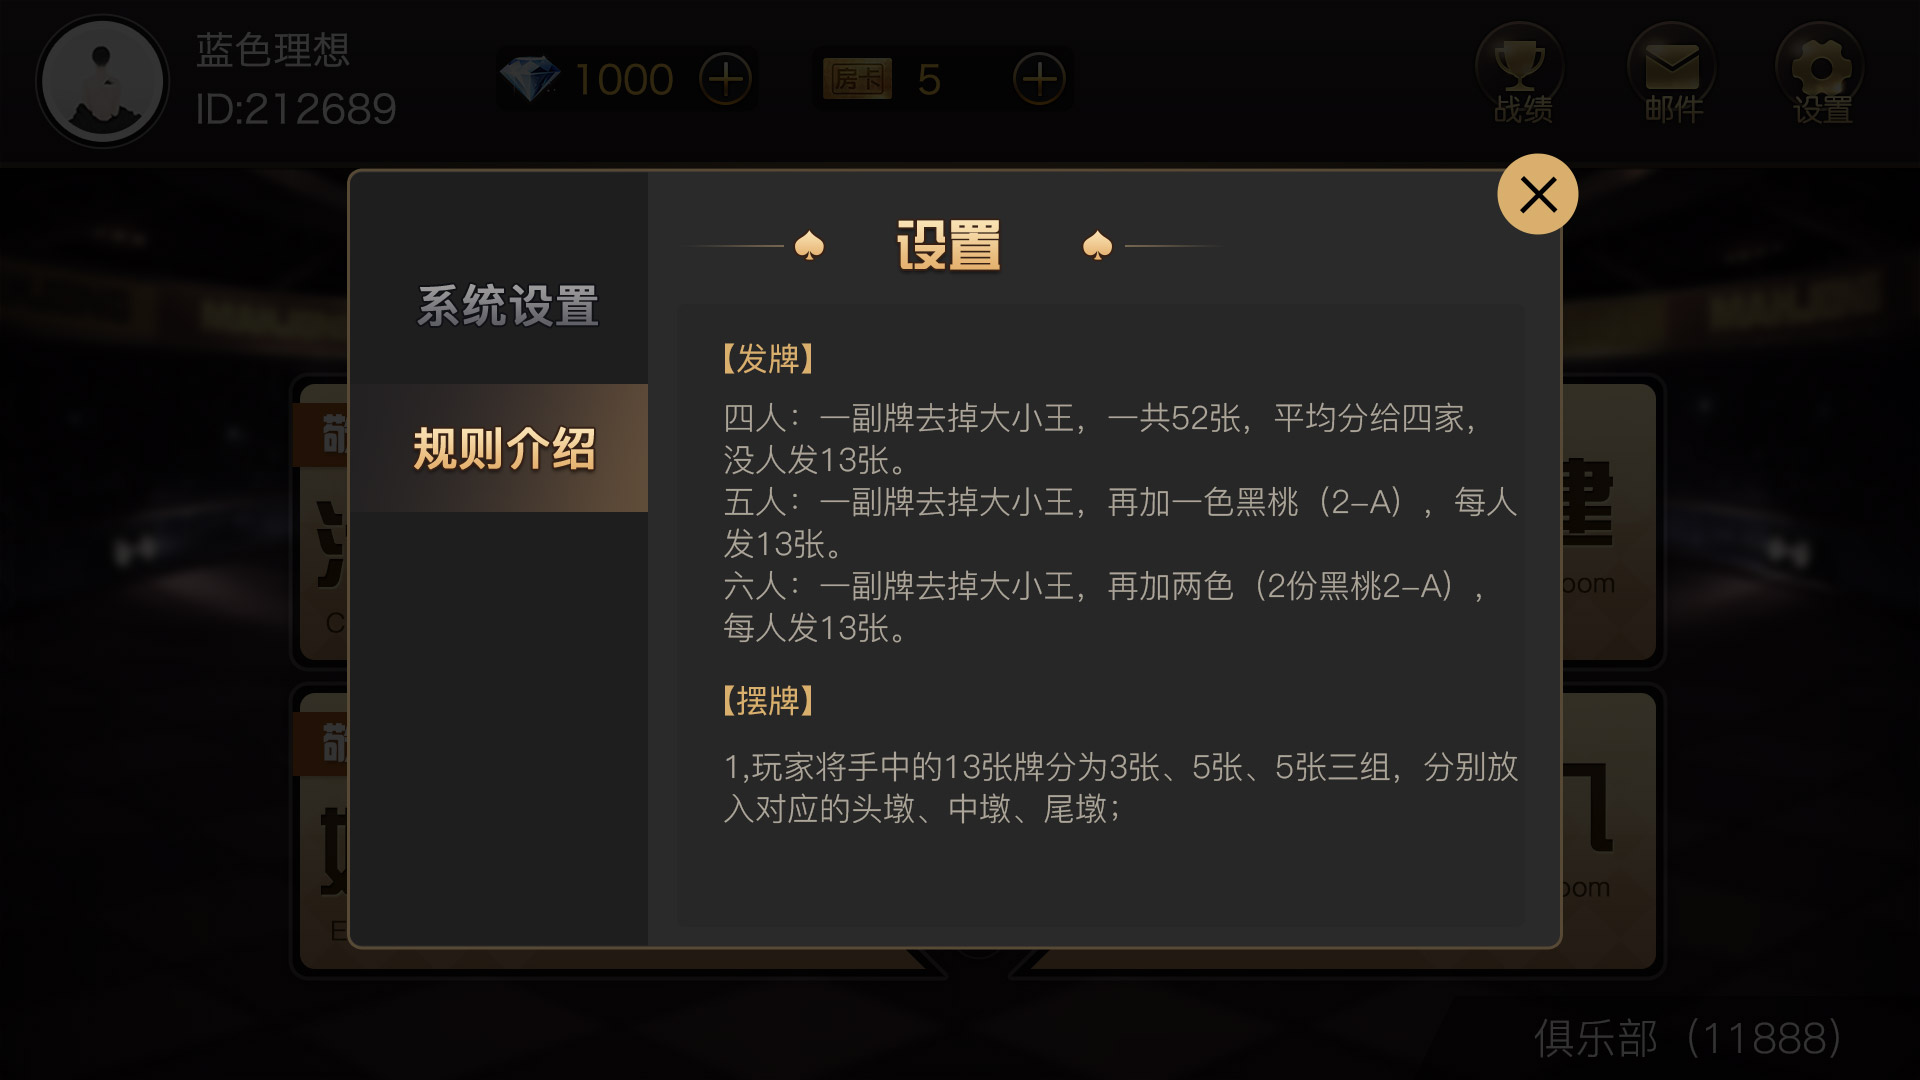 蓝色理想
ID:212689
1000
房卡
5
战绩
邮件
设置
设置
系统设置
规则介绍
【发牌】
四人：一副牌去掉大小王，一共52张，平均分给四家，
没人发13张。
五人：一副牌去掉大小王，再加一色黑桃（2-A），每人
发13张。
六人：一副牌去掉大小王，再加两色（2份黑桃2-A），
每人发13张。
【摆牌】
1,玩家将手中的13张牌分为3张、5张、5张三组，分别放
入对应的头墩、中墩、尾墩；
俱乐部（11888）